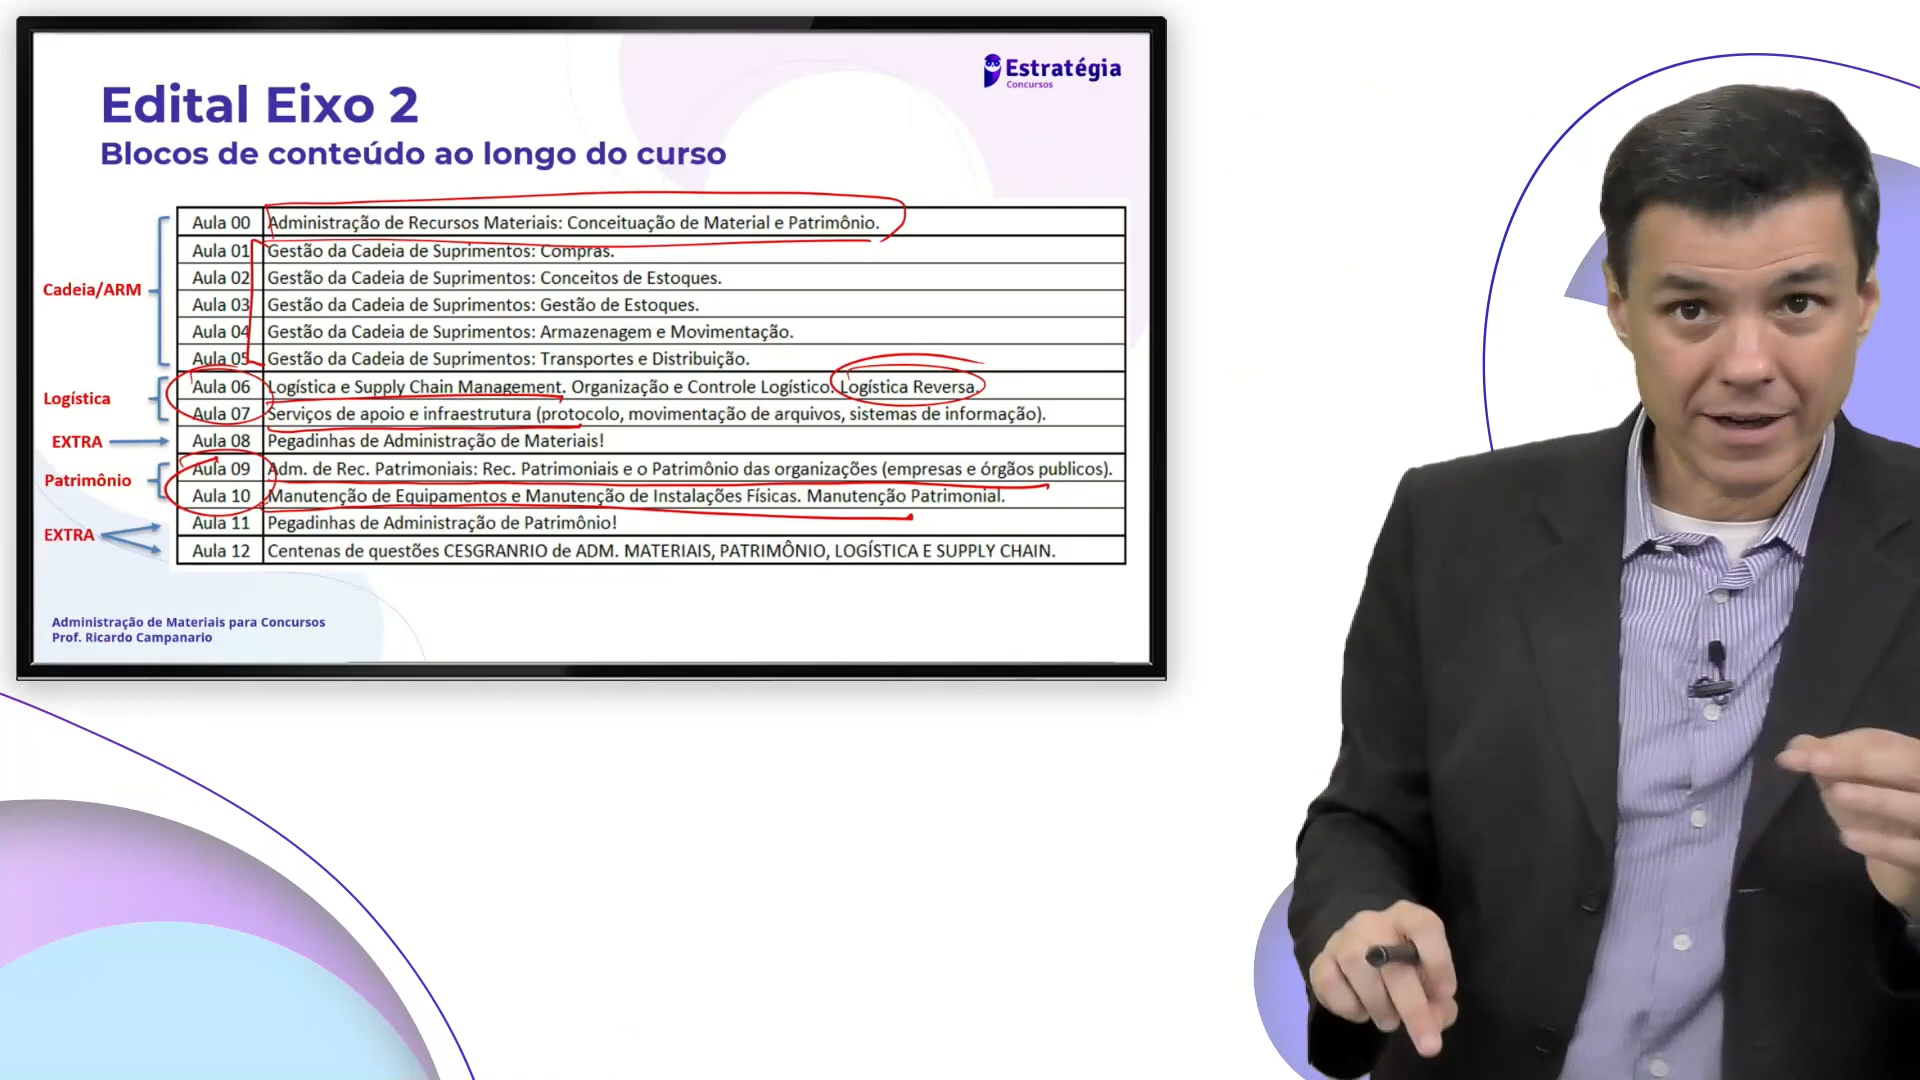 Estratégia
Concursos
Edital Eixo 2
Blocos de conteúdo ao longo do curso
Cadeia/ARM
Logística
EXTRA
Patrimônio
EXTRA
Aula 00 Administração de Recursos Materiais: Conceituação de Material e Patrimônio.
Aula 01 Gestão da Cadeia de Suprimentos: Compras.
Aula 02 Gestão da Cadeia de Suprimentos: Conceitos de Estoques.
Aula 03 Gestão da Cadeia de Suprimentos: Gestão de Estoques.
Aula 04 Gestão da Cadeia de Suprimentos: Armazenagem e Movimentação.
Aula 05 Gestão da Cadeia de Suprimentos: Transportes e Distribuição.
Aula 06 Logística e Supply Chain Management. Organização e Controle Logístico. Logística Reversa.
Aula 07 Serviços de apoio e infraestrutura (protocolo, movimentação de arquivos, sistemas de informação).
Aula 08 Pegadinhas de Administração de Materiais!
Aula 09 Adm. de Rec. Patrimoniais: Rec. Patrimoniais e o Patrimônio das organizações (empresas e órgãos publicos).
Aula 10 Manutenção de Equipamentos e Manutenção de Instalações Físicas. Manutenção Patrimonial.
Aula 11 Pegadinhas de Administração de Patrimônio!
Aula 12 Centenas de questões CESGRANRIO de ADM. MATERIAIS, PATRIMÔNIO, LOGÍSTICA E SUPPLY CHAIN.
Administração de Materiais para Concursos
Prof. Ricardo Campanario